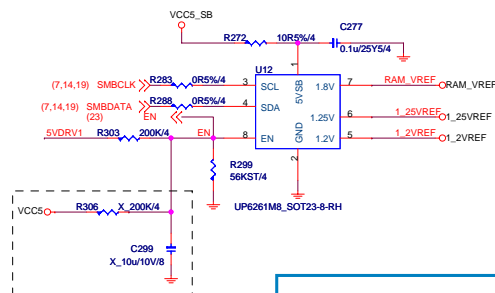 VCC5_SB
R272 10R5%/4
C277
0.1u/25Y5/4
U12
(7,14,19) SMBCLK R283 0R5%/4 3 SCL 5VSB 1 1.8V 7 RAM_VREF RAM_VREF
(7,14,19) SMBDATA R288 0R5%/4 4 SDA 1.25V 6 1_25VREF 1_25VREF
(23) EN
5VDRV1 R303 200K/4 EN 8 EN GND 2 1.2V 5 1_2VREF 1_2VREF
R299
56KST/4
UP6261M8_SOT23-8-RH
VCC5 R306 X_200K/4
C299
X_10u/10V/8